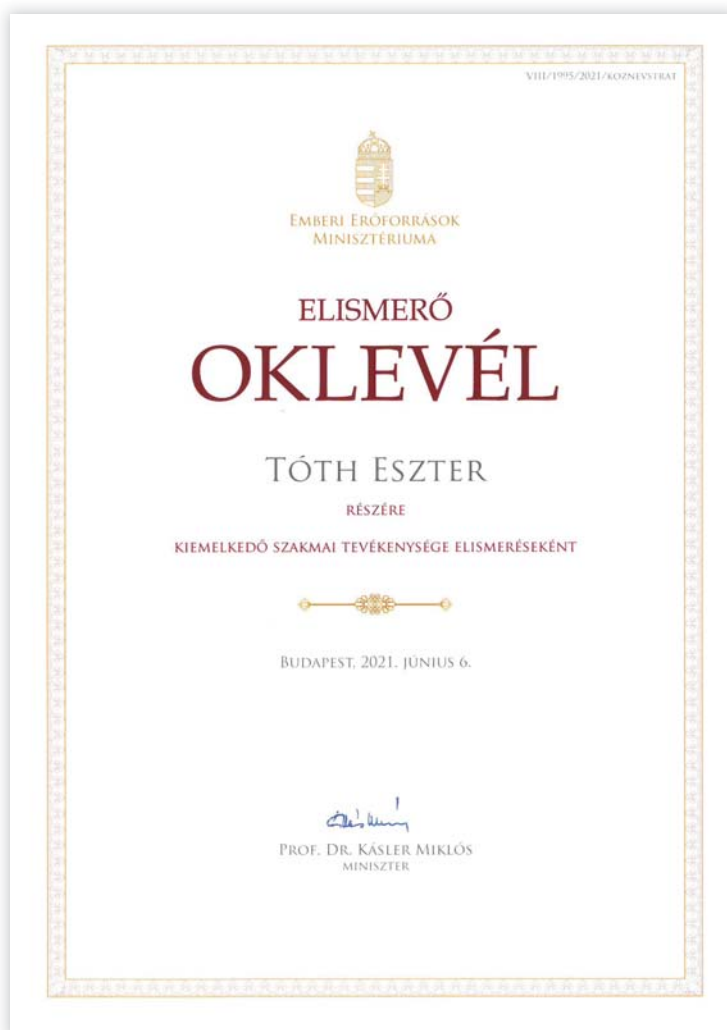 VIII/1995/2021/KOZNEVSTRAT
EMBERI ERŐFORRÁSOK
MINISZTÉRIUMA
ELISMERŐ
OKLEVÉL
TÓTH ESZTER
RÉSZÉRE
KIEMELKEDŐ SZAKMAI TEVÉKENYSÉGE ELISMERÉSEKÉNT
BUDAPEST, 2021. JÚNIUS 6.
PROF. DR. KÁSLER MIKLÓS
MINISZTER